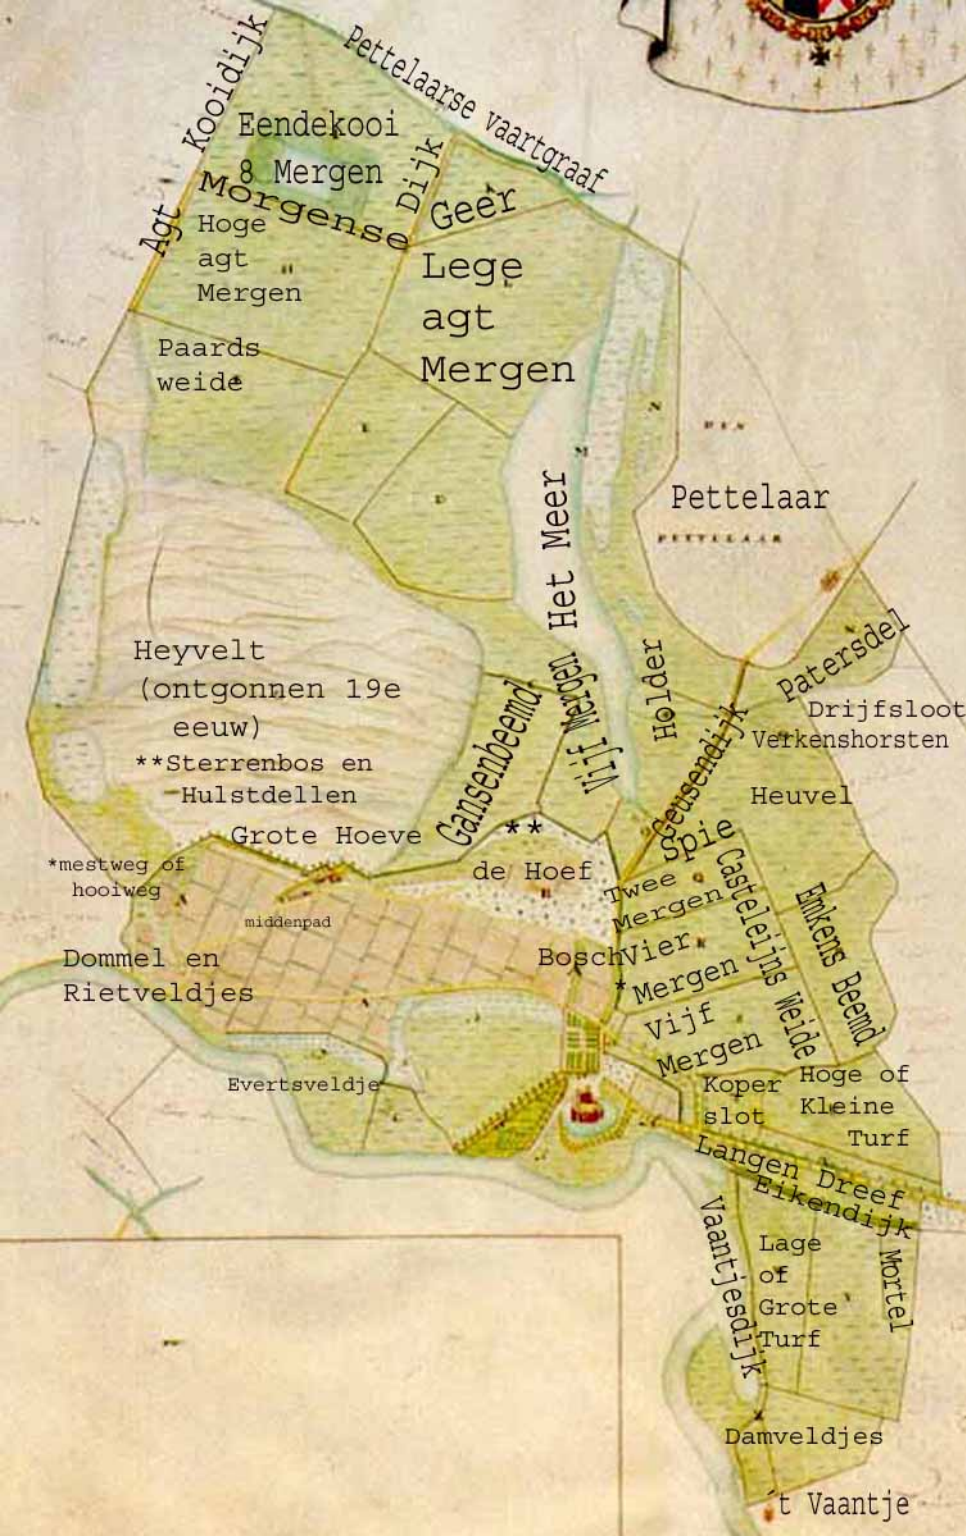 Kooidijk
Pettelaarse vaartgraaf
Eendekooi
8 Mergen
Dijk
Agt
Morgense
Geer
Hoge
agt
Mergen
Lege
agt
Mergen
Paards
weide
E
D
N
M
DEN
Pettelaar
PETTELAAR
Het Meer
Heyvelt
(ontgonnen 19e
eeuw)
**Sterrenbos en
Hulstdellen
Gansenbeemd
Vijf Mergen
Holder
Patersdel
Drijfsloot
Verkenshorsten
Geusendijk
Heuvel
Grote Hoeve
**
de Hoef
Spie
*mestweg of
hooiweg
middenpad
Twee
Mergen
Casteleijns Weide
Emkens Beemd
Dommel en
Rietveldjes
Bosch
*
Vier
Mergen
Vijf
Mergen
Evertsveldje
Koper
slot
Hoge of
Kleine
Turf
Langen Dreef
Eikendijk
Vaantjesdijk
Lage
of
Grote
Turf
Mortel
Damveldjes
't Vaantje